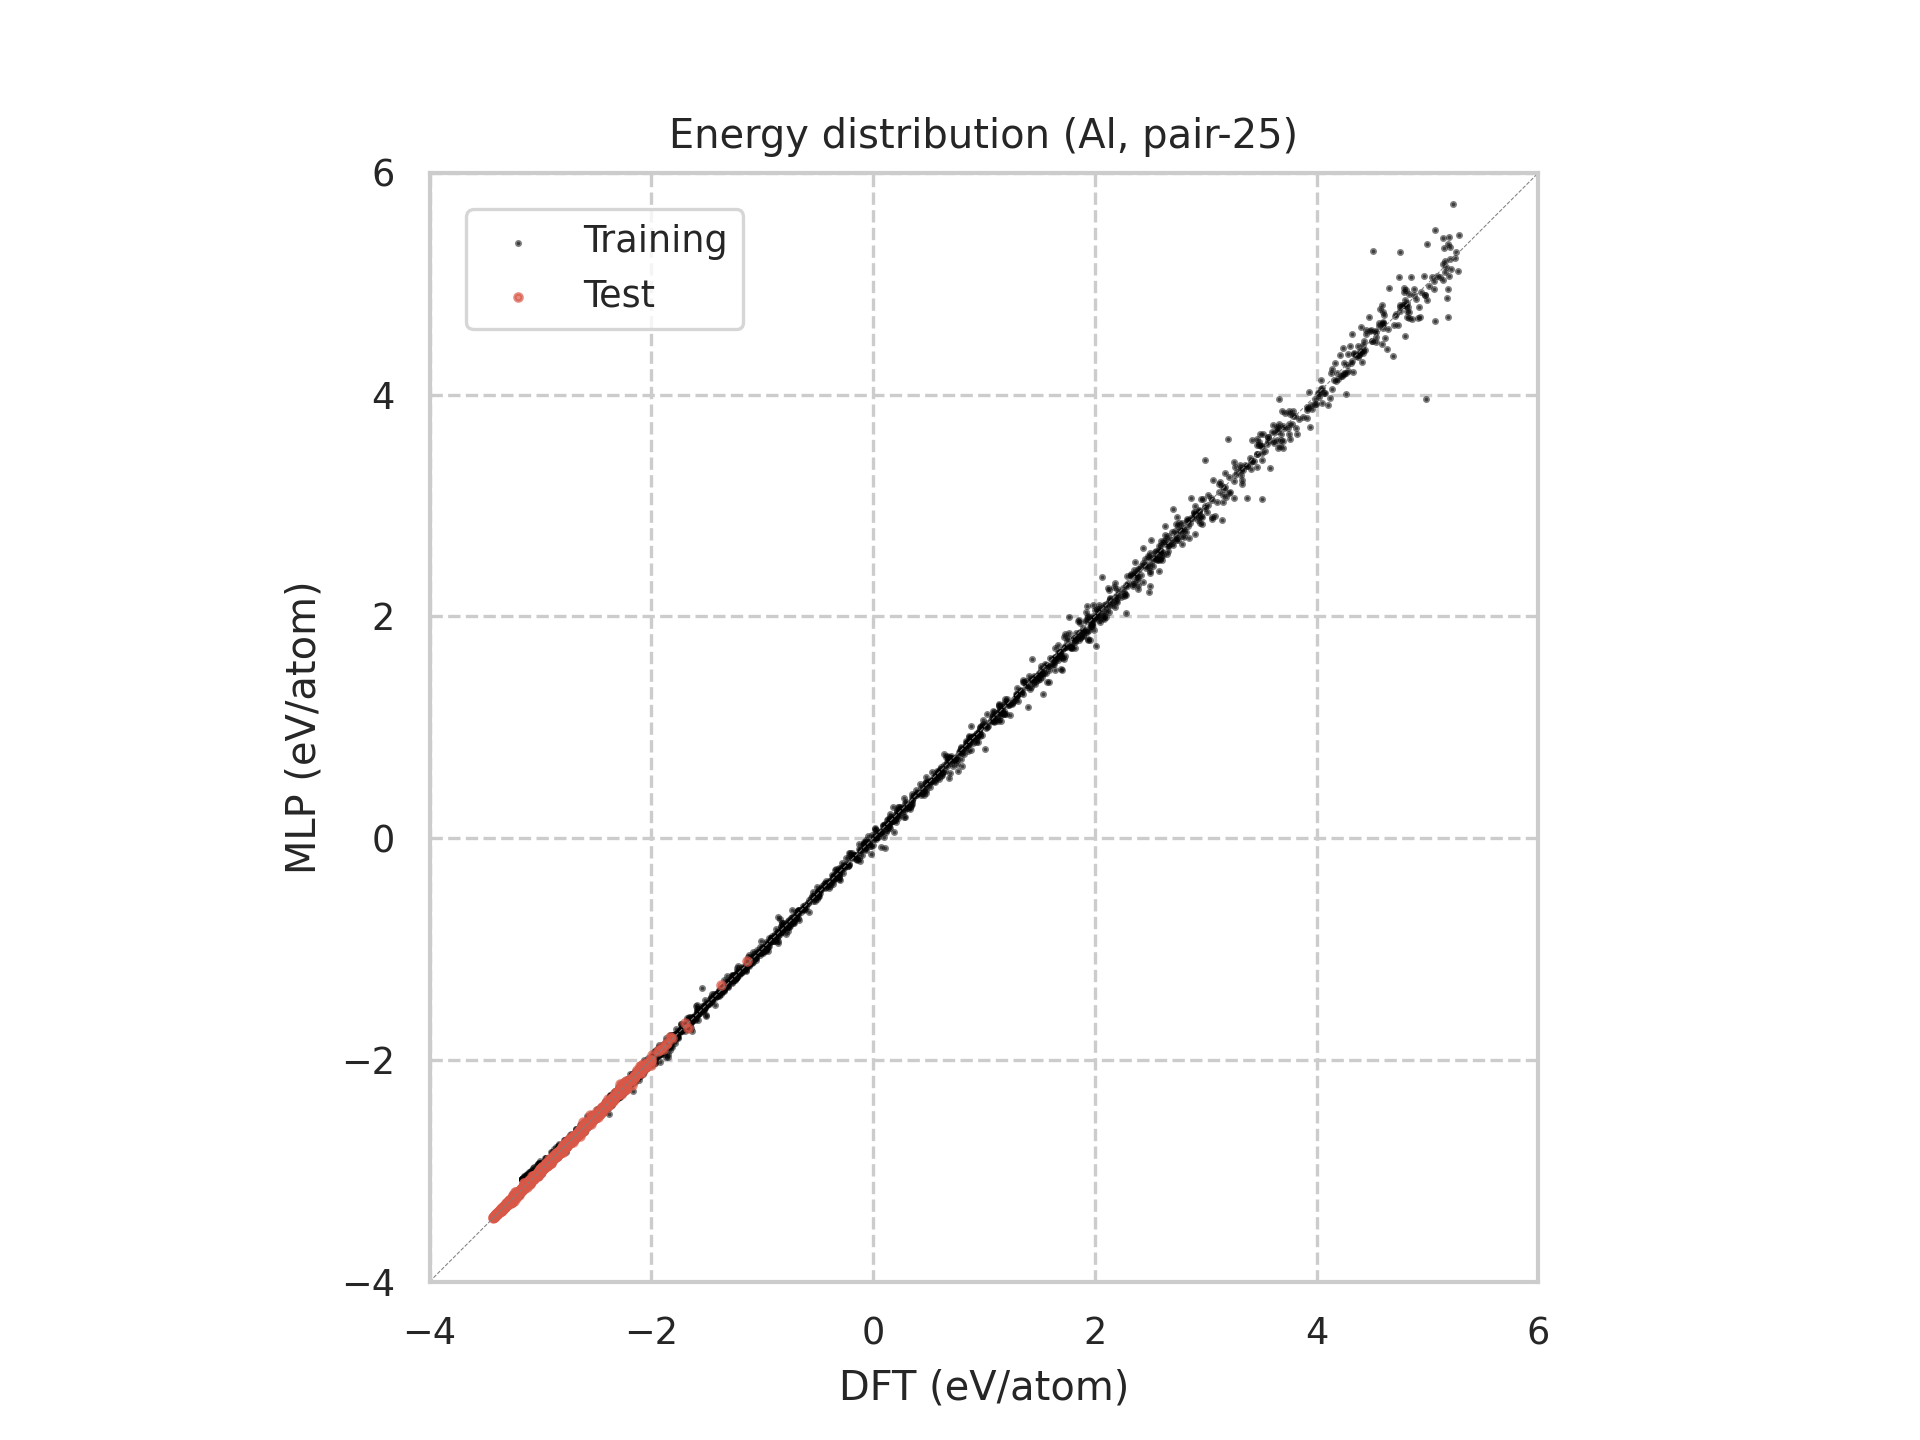 Energy distribution (Al, pair-25)
6
4
2
0
−2
−4
Training
Test
MLP (eV/atom)
−4 −2 0 2 4 6
DFT (eV/atom)